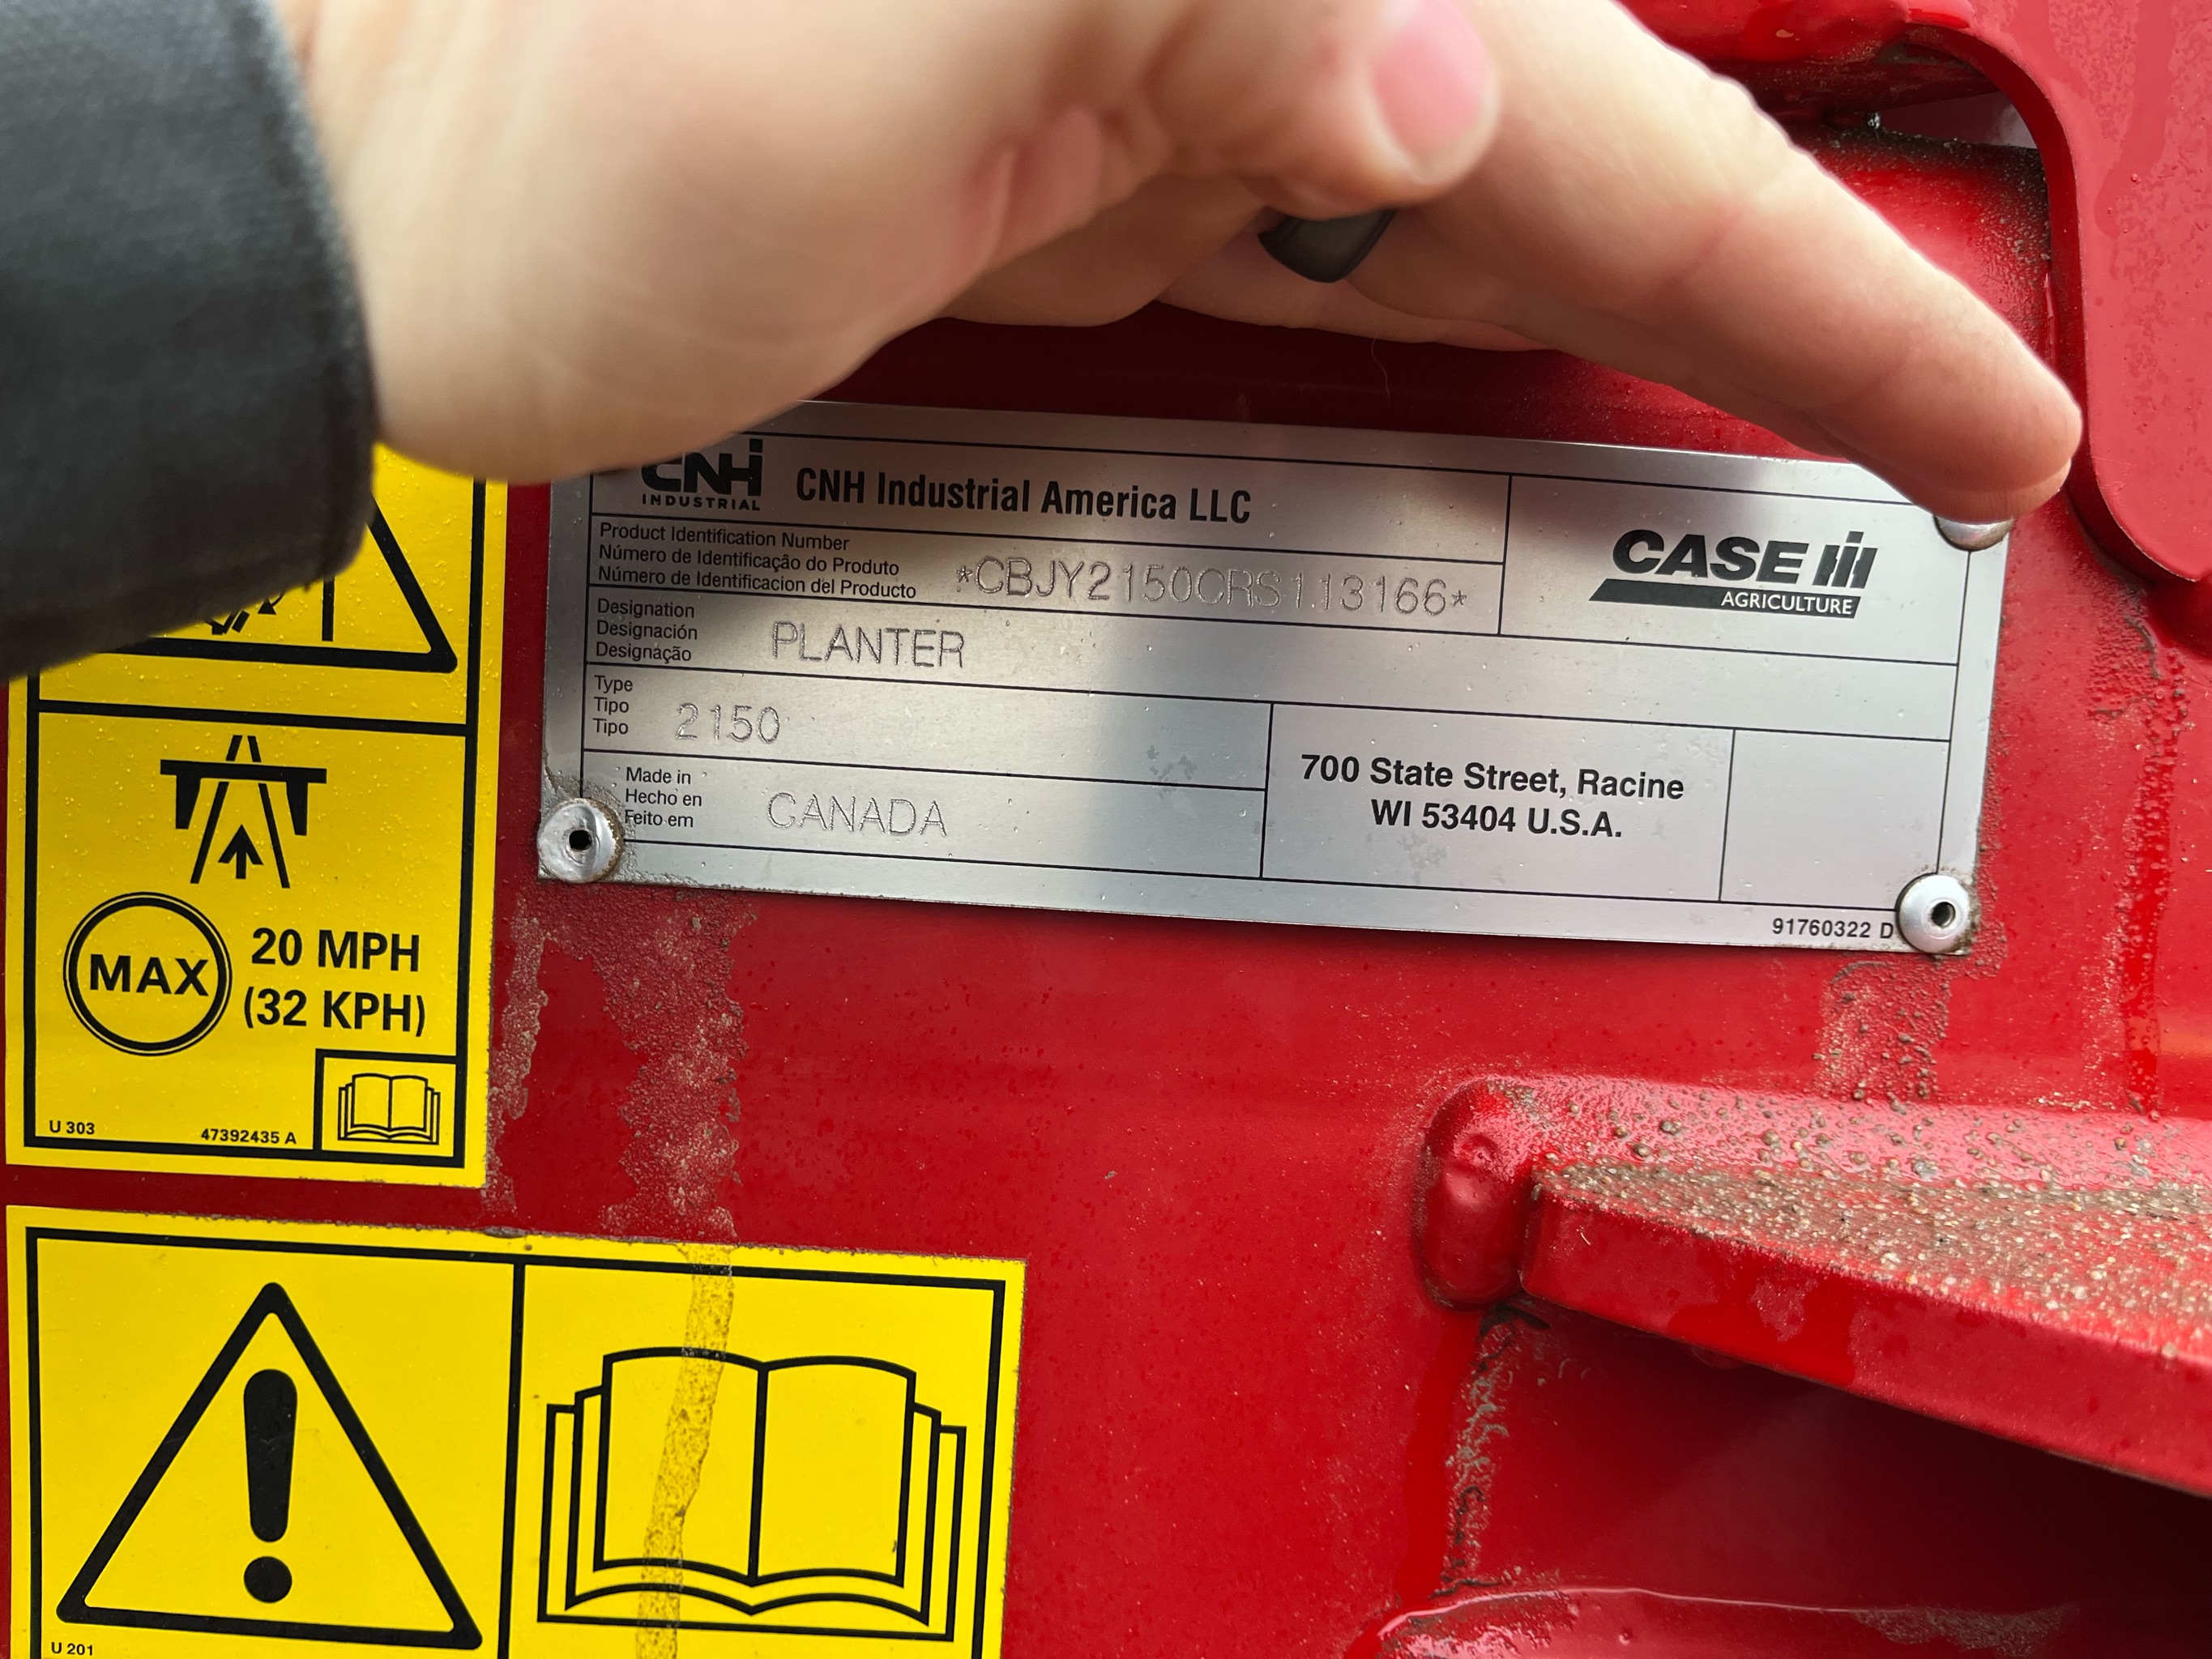 CNH
INDUSTRIAL
CNH Industrial America LLC
Product Identification Number
Número de Identificação do Produto
Número de Identificacion del Producto
*CBJY2150CRS113166*
CASE IH
AGRICULTURE
Designation
Designación
Designação
PLANTER
Type
Tipo
Tipo
2150
Made in
Hecho en
Feito em
CANADA
700 State Street, Racine
WI 53404 U.S.A.
91760322 D
MAX
20 MPH
(32 KPH)
U 303
47392435 A
U 201